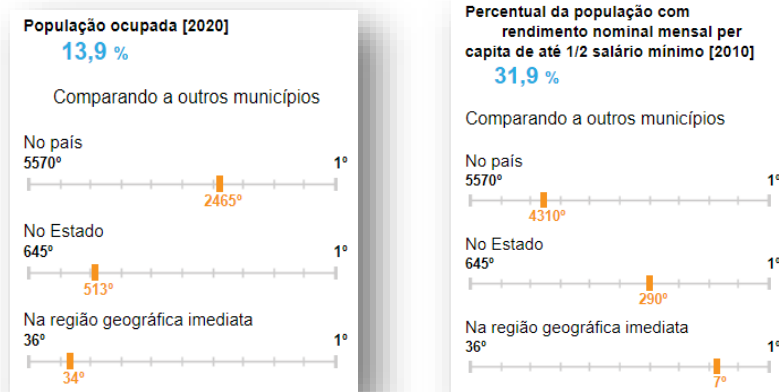 População ocupada [2020]
13,9 %
Comparando a outros municípios
No país
5570º 1º
2465º
No Estado
645º 1º
513º
Na região geográfica imediata
36º 1º
34º
Percentual da população com
rendimento nominal mensal per
capita de até 1/2 salário mínimo [2010]
31,9 %
Comparando a outros municípios
No país
5570º 1º
4310º
No Estado
645º 1º
290º
Na região geográfica imediata
36º 1º
7º